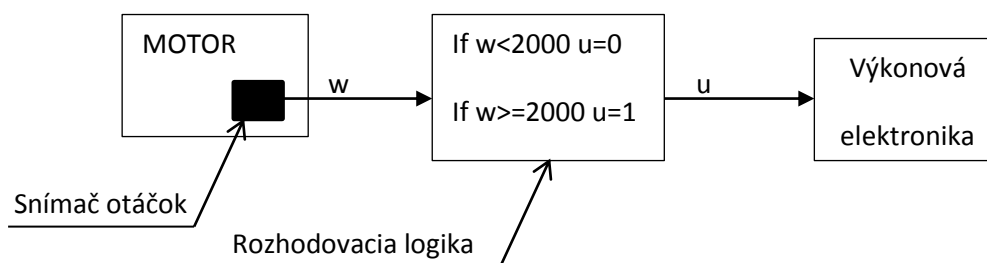 MOTOR
w
If w<2000 u=0
If w>=2000 u=1
u
Výkonová
elektronika
Snímač otáčok
Rozhodovacia logika